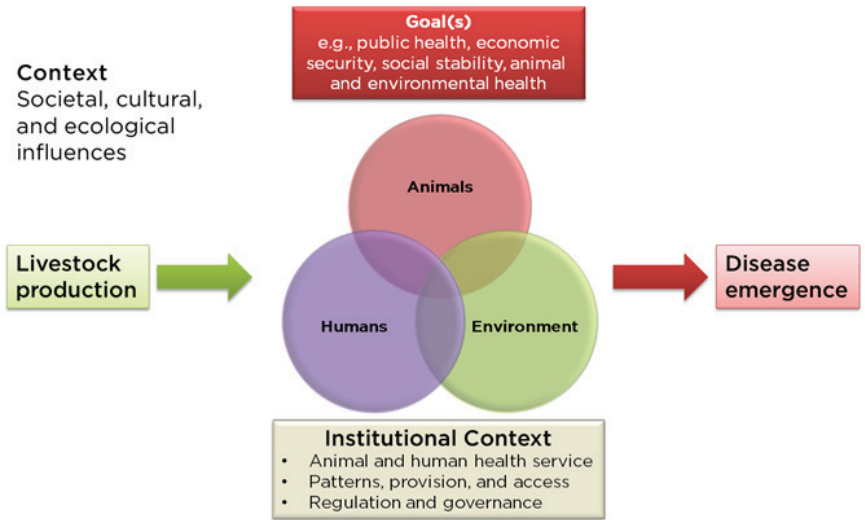 Goal(s)
e.g., public health, economic
security, social stability, animal
and environmental health
Context
Societal, cultural,
and ecological
influences
Animals
Livestock
production
Humans
Environment
Disease
emergence
Institutional Context
• Animal and human health service
• Patterns, provision, and access
• Regulation and governance